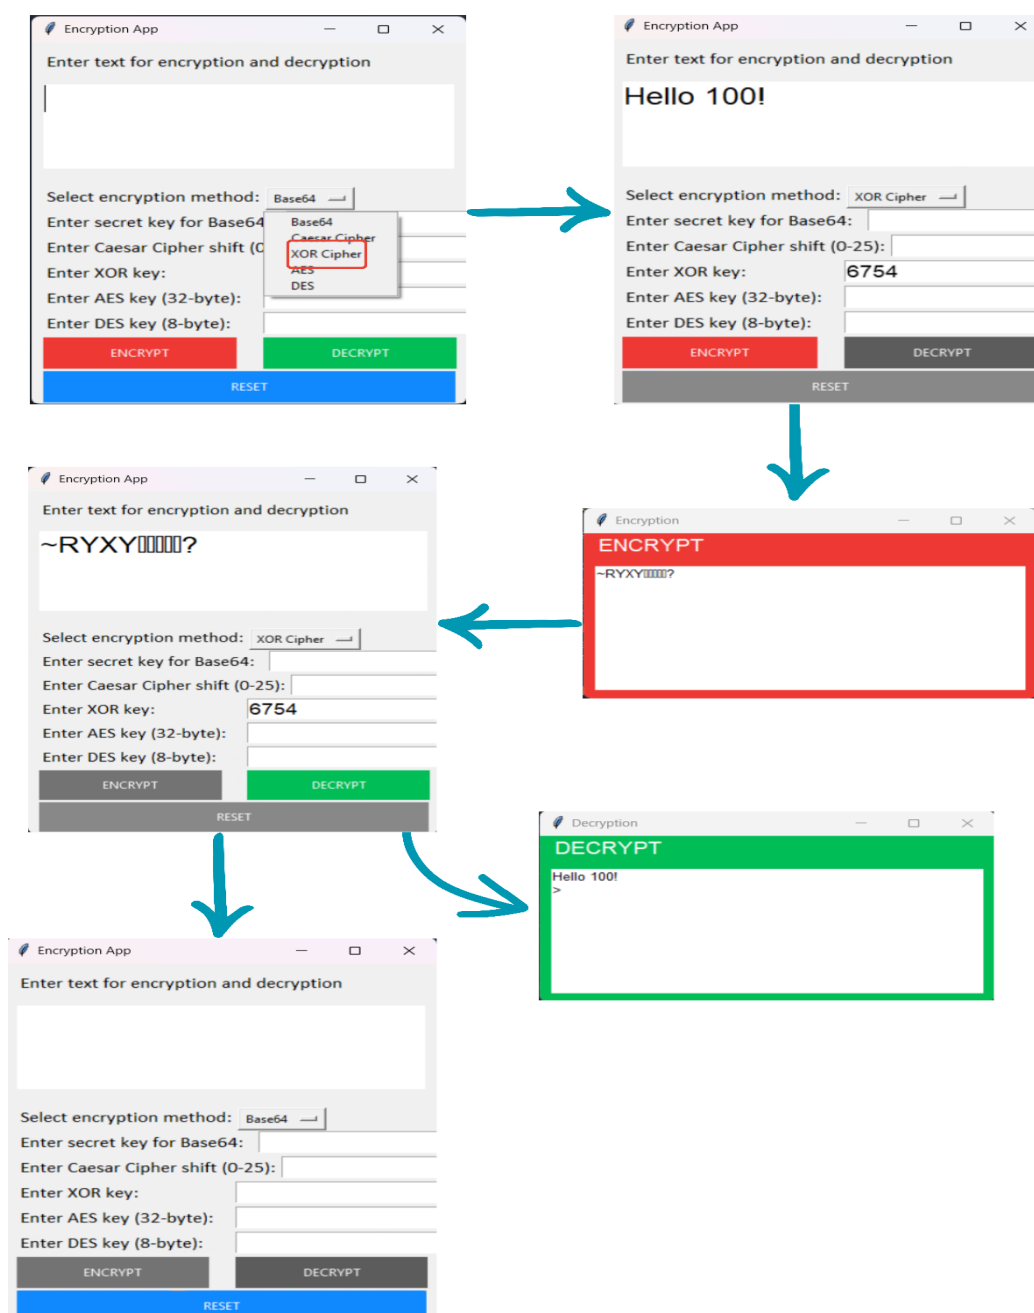 Encryption App
Enter text for encryption and decryption
Select encryption method: Base64
Enter secret key for Base64
Base64
Enter Caesar Cipher shift (0
Caesar Cipher
XOR Cipher
Enter XOR key:
AES
Enter AES key (32-byte):
DES
Enter DES key (8-byte):
ENCRYPT DECRYPT
RESET
Encryption App
Enter text for encryption and decryption
Hello 100!
Select encryption method: XOR Cipher
Enter secret key for Base64:
Enter Caesar Cipher shift (0-25):
Enter XOR key: 6754
Enter AES key (32-byte):
Enter DES key (8-byte):
ENCRYPT DECRYPT
RESET
Encryption
ENCRYPT
~RYXY▯▯▯▯▯?
Encryption App
Enter text for encryption and decryption
~RYXY▯▯▯▯▯?
Select encryption method: XOR Cipher
Enter secret key for Base64:
Enter Caesar Cipher shift (0-25):
Enter XOR key: 6754
Enter AES key (32-byte):
Enter DES key (8-byte):
ENCRYPT DECRYPT
RESET
Decryption
DECRYPT
Hello 100!
>
Encryption App
Enter text for encryption and decryption
Select encryption method: Base64
Enter secret key for Base64:
Enter Caesar Cipher shift (0-25):
Enter XOR key:
Enter AES key (32-byte):
Enter DES key (8-byte):
ENCRYPT DECRYPT
RESET